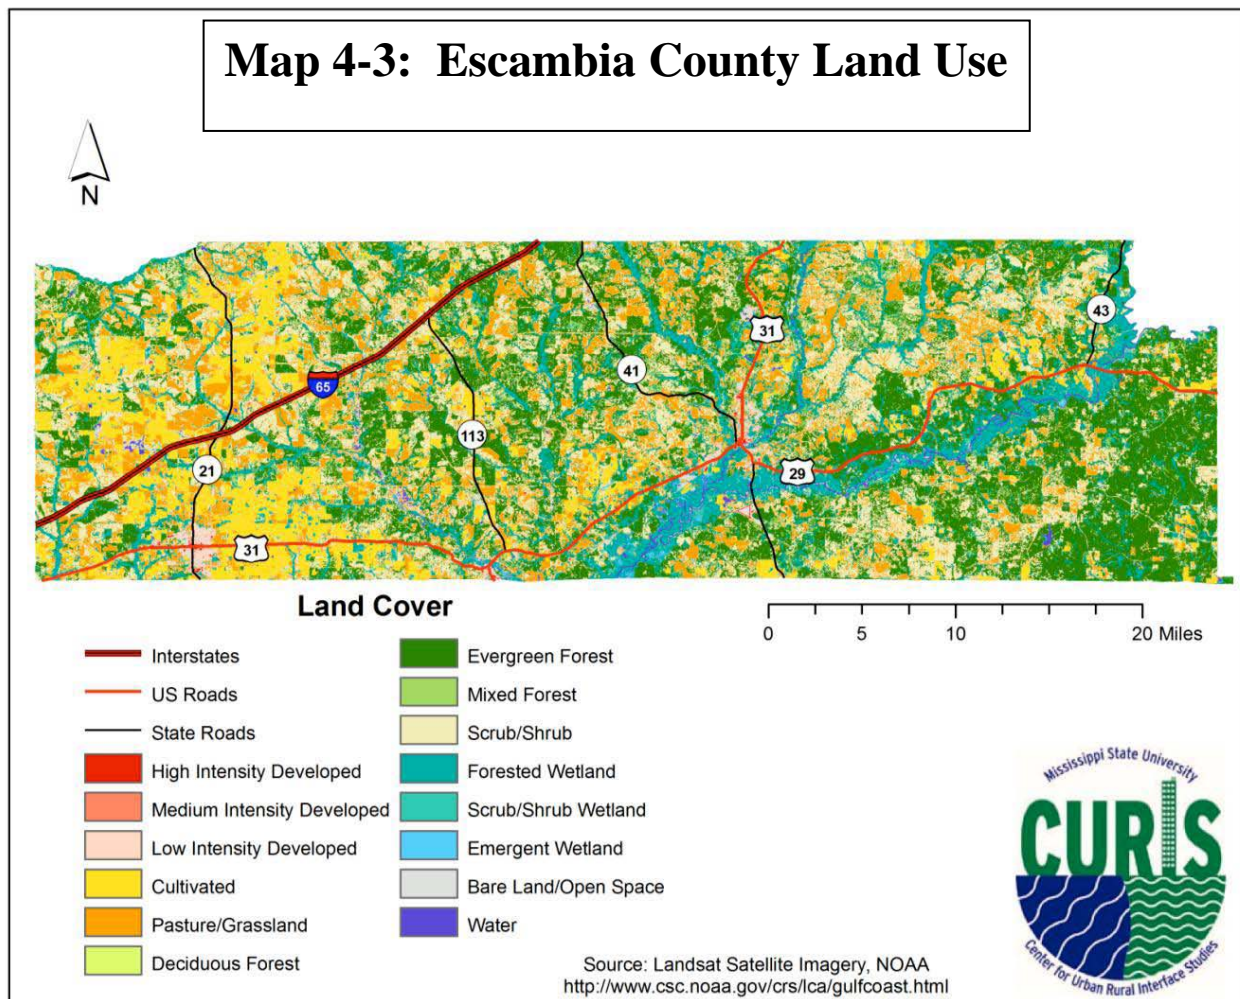 Map 4-3: Escambia County Land Use
N
43
31
41
65
113
21
29
31
Land Cover
0 5 10 20 Miles
Interstates
US Roads
State Roads
High Intensity Developed
Medium Intensity Developed
Low Intensity Developed
Cultivated
Pasture/Grassland
Deciduous Forest
Evergreen Forest
Mixed Forest
Scrub/Shrub
Forested Wetland
Scrub/Shrub Wetland
Emergent Wetland
Bare Land/Open Space
Water
Mississippi State University
CURIS
Center for Urban Rural Interface Studies
Source: Landsat Satellite Imagery, NOAA
http://www.csc.noaa.gov/crs/lca/gulfcoast.html